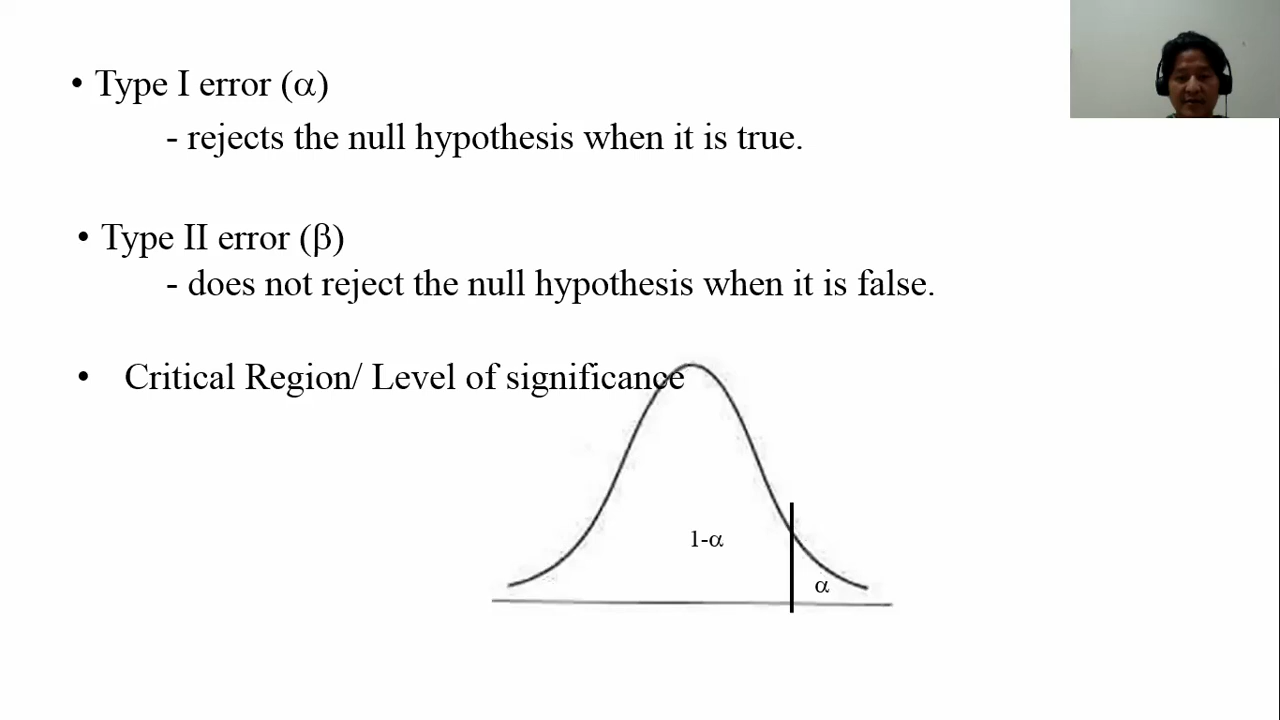 • Type I error (α)
- rejects the null hypothesis when it is true.
• Type II error (β)
- does not reject the null hypothesis when it is false.
• Critical Region/ Level of significance
1-α
α